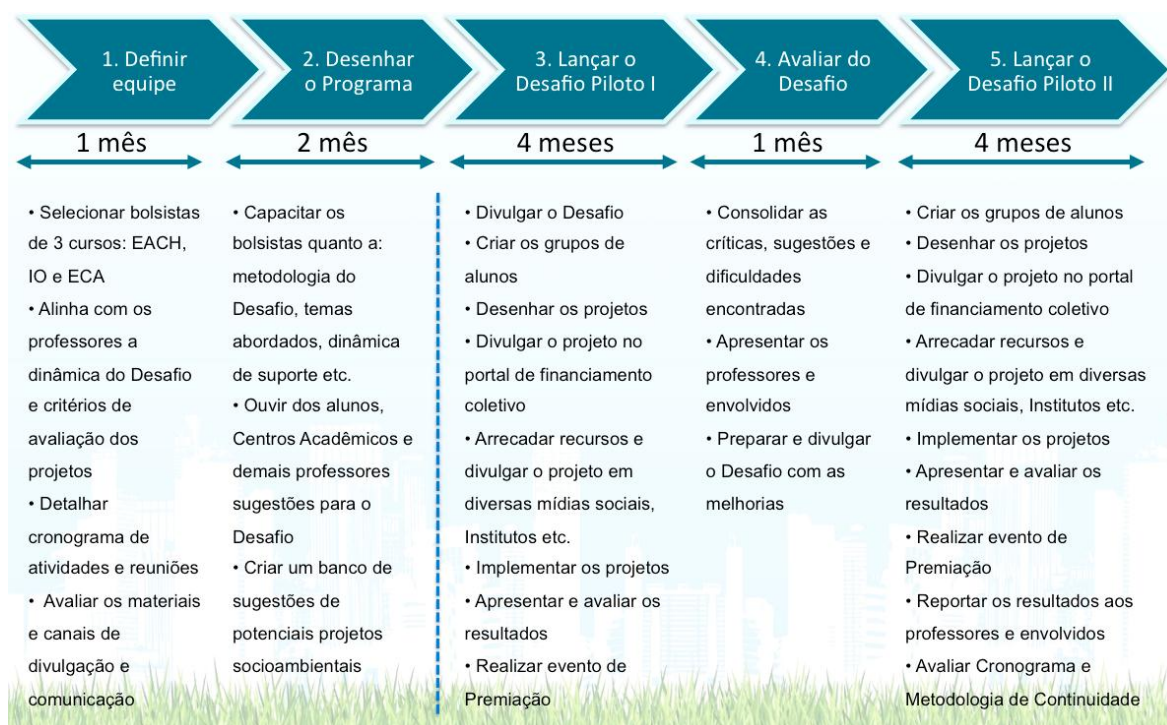 1. Definir
equipe
2. Desenhar
o Programa
3. Lançar o
Desafio Piloto I
4. Avaliar do
Desafio
5. Lançar o
Desafio Piloto II
1 mês
2 mês
4 meses
1 mês
4 meses
• Selecionar bolsistas
de 3 cursos: EACH,
IO e ECA
• Alinha com os
professores a
dinâmica do Desafio
e critérios de
avaliação dos
projetos
• Detalhar
cronograma de
atividades e reuniões
• Avaliar os materiais
e canais de
divulgação e
comunicação
• Capacitar os
bolsistas quanto a:
metodologia do
Desafio, temas
abordados, dinâmica
de suporte etc.
• Ouvir dos alunos,
Centros Acadêmicos e
demais professores
sugestões para o
Desafio
• Criar um banco de
sugestões de
potenciais projetos
socioambientais
• Divulgar o Desafio
• Criar os grupos de
alunos
• Desenhar os projetos
• Divulgar o projeto no
portal de financiamento
coletivo
• Arrecadar recursos e
divulgar o projeto em
diversas mídias sociais,
Institutos etc.
• Implementar os projetos
• Apresentar e avaliar os
resultados
• Realizar evento de
Premiação
• Consolidar as
críticas, sugestões e
dificuldades
encontradas
• Apresentar os
professores e
envolvidos
• Preparar e divulgar
o Desafio com as
melhorias
• Criar os grupos de alunos
• Desenhar os projetos
• Divulgar o projeto no portal
de financiamento coletivo
• Arrecadar recursos e
divulgar o projeto em diversas
mídias sociais, Institutos etc.
• Implementar os projetos
• Apresentar e avaliar os
resultados
• Realizar evento de
Premiação
• Reportar os resultados aos
professores e envolvidos
• Avaliar Cronograma e
Metodologia de Continuidade